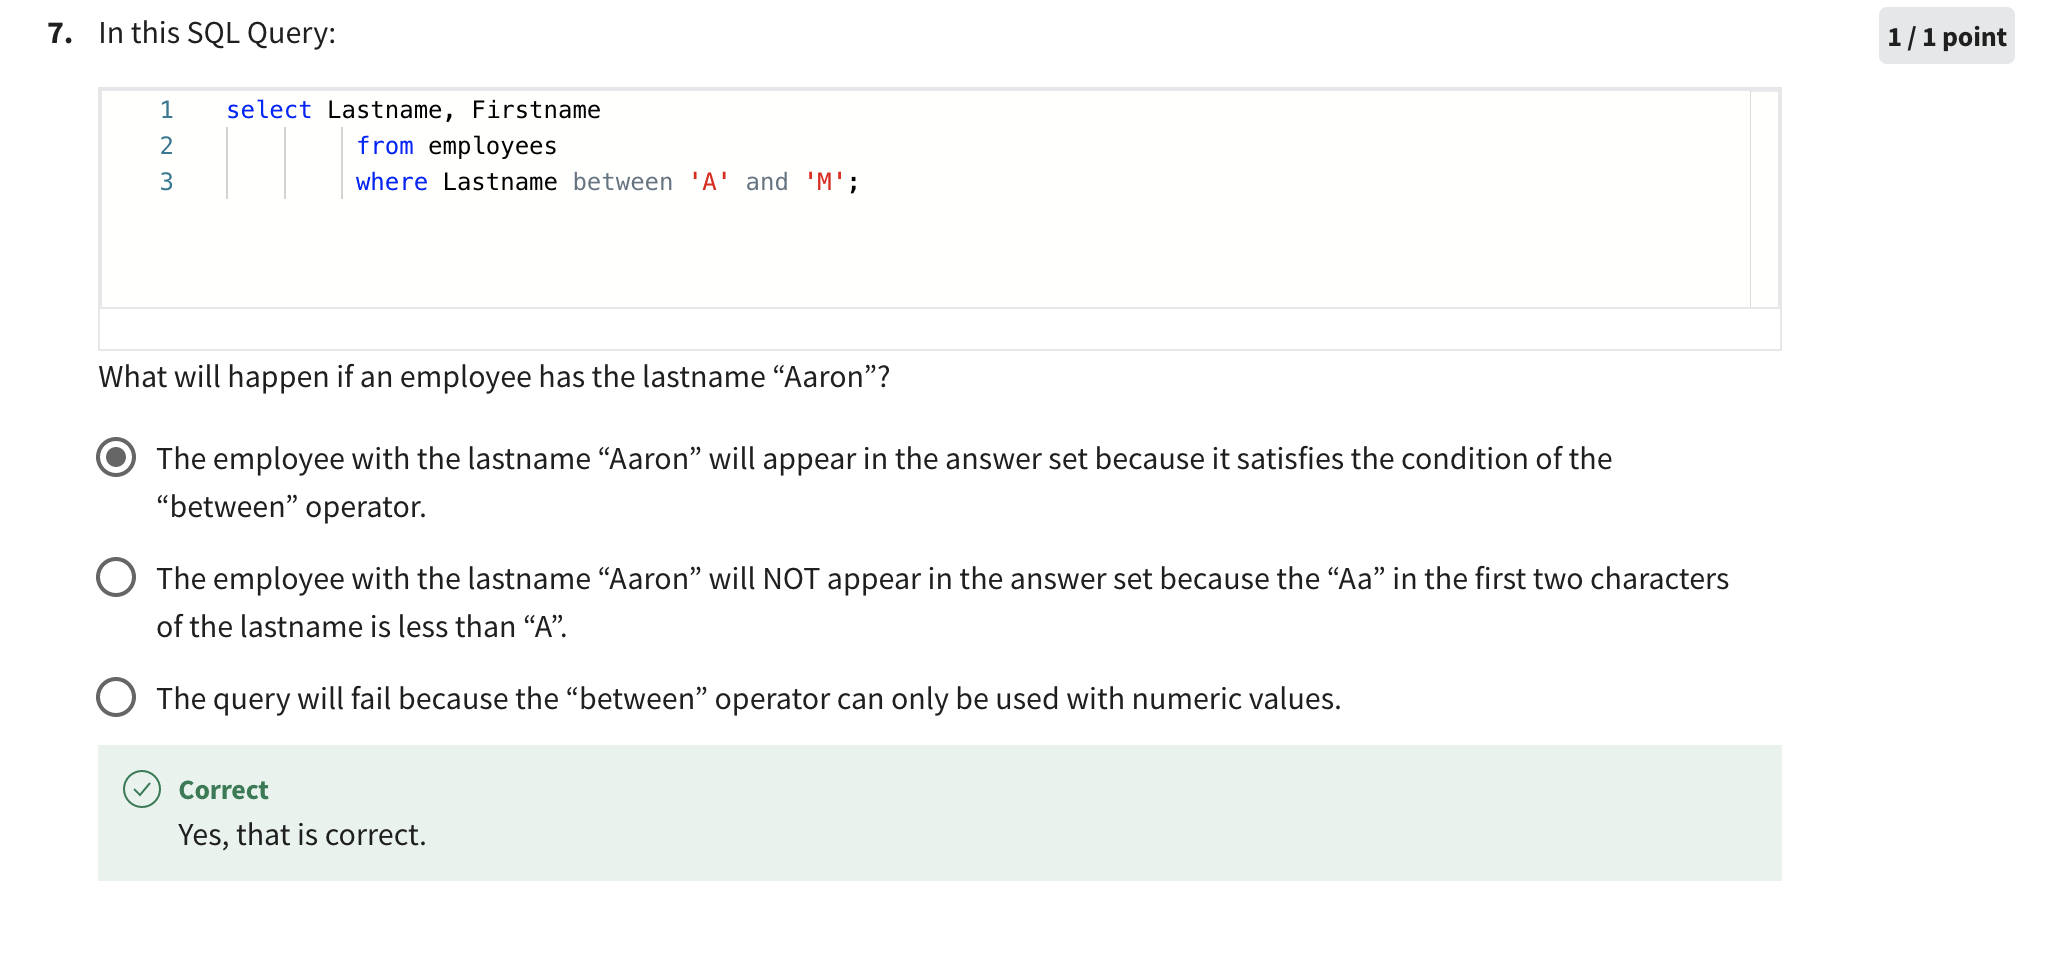 7. In this SQL Query:
1 / 1 point
1 select Lastname, Firstname
2 from employees
3 where Lastname between 'A' and 'M';
What will happen if an employee has the lastname “Aaron”?
The employee with the lastname “Aaron” will appear in the answer set because it satisfies the condition of the
“between” operator.
The employee with the lastname “Aaron” will NOT appear in the answer set because the “Aa” in the first two characters
of the lastname is less than “A”.
The query will fail because the “between” operator can only be used with numeric values.
Correct
Yes, that is correct.